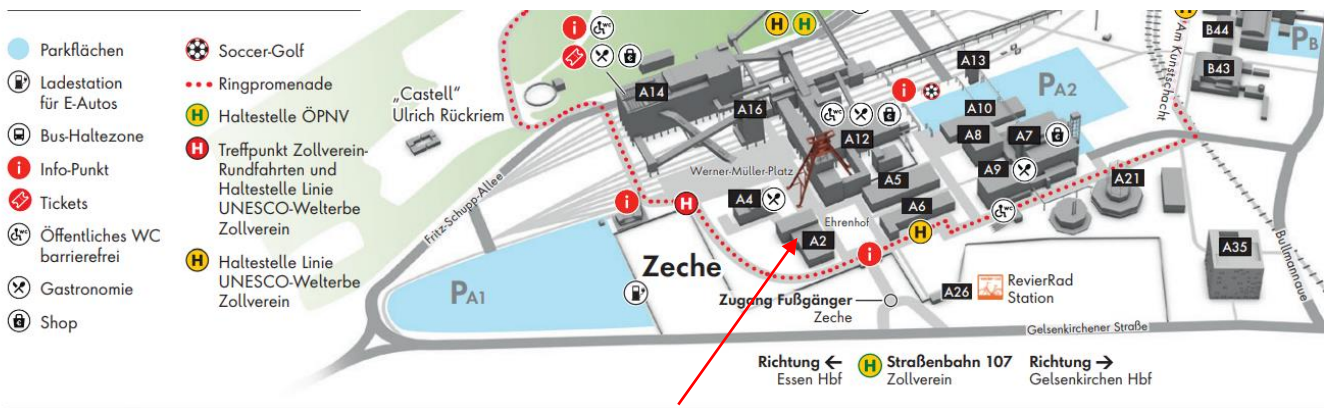 Parkflächen
Ladestation
für E-Autos
Bus-Haltezone
Info-Punkt
Tickets
Öffentliches WC
barrierefrei
Gastronomie
Shop
Soccer-Golf
Ringpromenade
H Haltestelle ÖPNV
H Treffpunkt Zollverein-
Rundfahrten und
Haltestelle Linie
UNESCO-Welterbe
Zollverein
H Haltestelle Linie
UNESCO-Welterbe
Zollverein
„Castell“
Ulrich Rückriem
i
WC
H H
H
Am Kunstschacht
B44
PB
B43
A14
A16
A13
i
PA2
A10
A8
A7
WC
A12
Werner-Müller-Platz
A5
A9
A21
A4
A6
Fritz-Schupp-Allee
i
H
Ehrenhof
A2
H
WC
i
A35
Bullmannaue
Zeche
PA1
Zugang Fußgänger
Zeche
A26
RevierRad
Station
Gelsenkirchener Straße
Richtung ←
Essen Hbf
H Straßenbahn 107
Zollverein
Richtung →
Gelsenkirchen Hbf